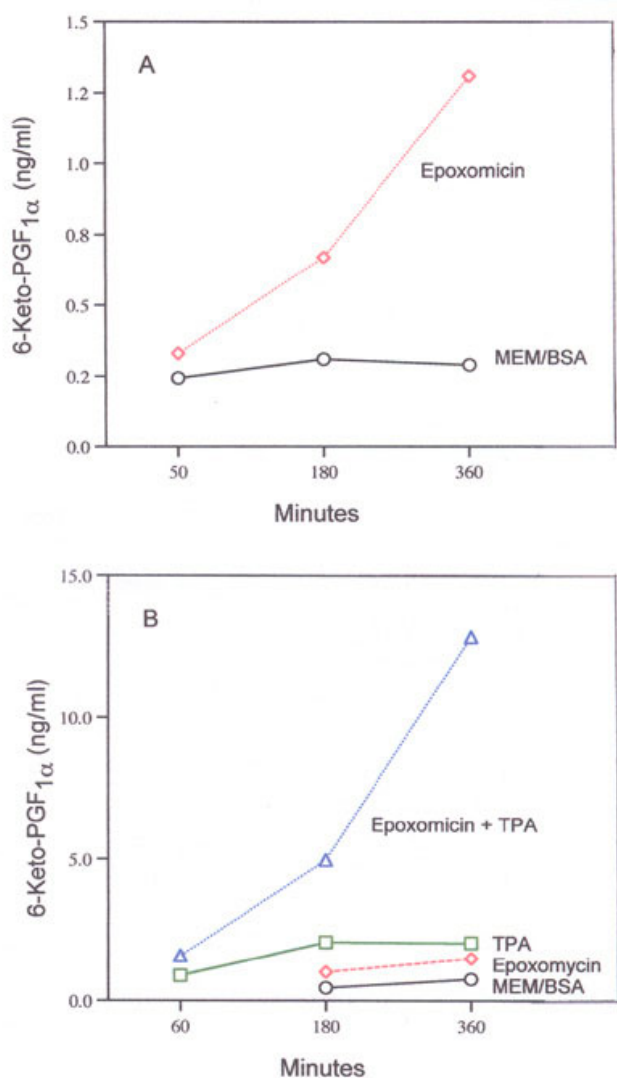 A
1.5
1.2
1.0
0.8
0.5
0.2
0.0
6-Keto-PGF1α (ng/ml)
Epoxomicin
MEM/BSA
50 180 360
Minutes
B
15.0
10.0
5.0
0.0
6-Keto-PGF1α (ng/ml)
Epoxomicin + TPA
TPA
Epoxomycin
MEM/BSA
60 180 360
Minutes